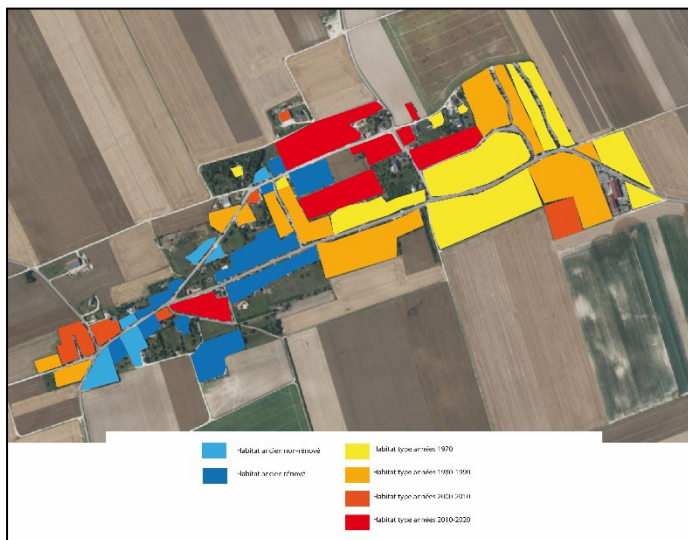 Habitat ancien non-rénové
Habitat ancien rénové
Habitat type années 1970
Habitat type années 1980-1990
Habitat type années 2000-2010
Habitat type années 2010-2020